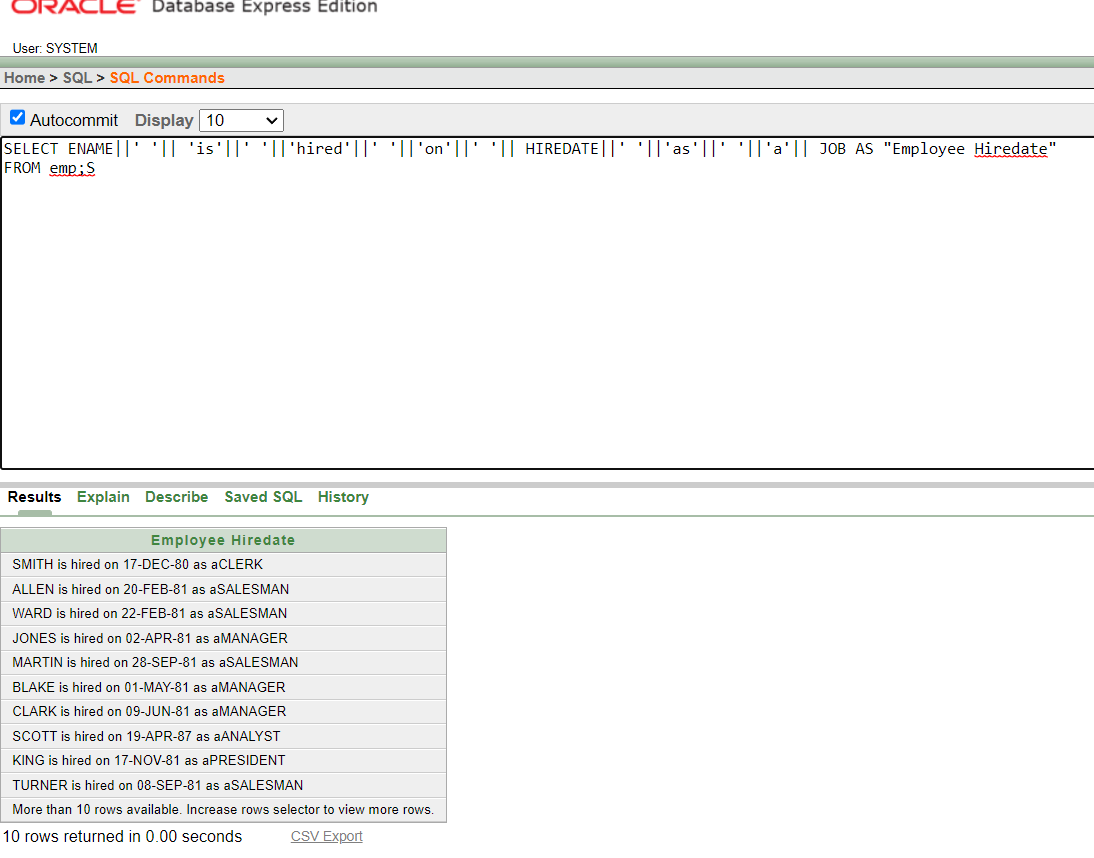 ORACLE Database Express Edition
User: SYSTEM
Home > SQL > SQL Commands
Autocommit Display 10
SELECT ENAME||' '|| 'is'||' '||'hired'||' '||'on'||' '|| HIREDATE||' '||'as'||' '||'a'|| JOB AS "Employee Hiredate"
FROM emp;S
Results Explain Describe Saved SQL History
Employee Hiredate
SMITH is hired on 17-DEC-80 as aCLERK
ALLEN is hired on 20-FEB-81 as aSALESMAN
WARD is hired on 22-FEB-81 as aSALESMAN
JONES is hired on 02-APR-81 as aMANAGER
MARTIN is hired on 28-SEP-81 as aSALESMAN
BLAKE is hired on 01-MAY-81 as aMANAGER
CLARK is hired on 09-JUN-81 as aMANAGER
SCOTT is hired on 19-APR-87 as aANALYST
KING is hired on 17-NOV-81 as aPRESIDENT
TURNER is hired on 08-SEP-81 as aSALESMAN
More than 10 rows available. Increase rows selector to view more rows.
10 rows returned in 0.00 seconds CSV Export